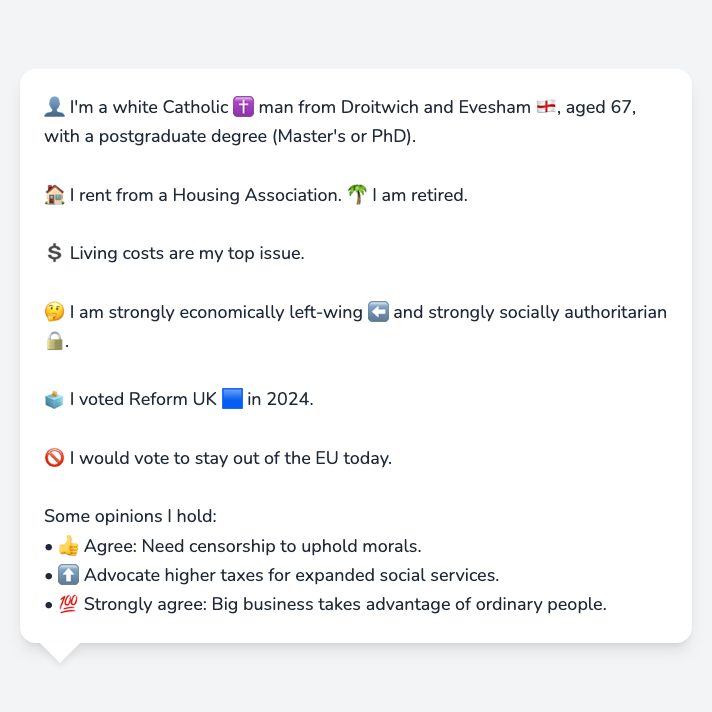 👤 I'm a white Catholic ✝️ man from Droitwich and Evesham 🏴󠁧󠁢󠁥󠁮󠁧󠁿, aged 67,
with a postgraduate degree (Master's or PhD).
🏠 I rent from a Housing Association. 🌴 I am retired.
💲 Living costs are my top issue.
🤔 I am strongly economically left-wing ⬅️ and strongly socially authoritarian
🔒.
🗳️ I voted Reform UK 🟦 in 2024.
🚫 I would vote to stay out of the EU today.
Some opinions I hold:
• 👍 Agree: Need censorship to uphold morals.
• ⬆️ Advocate higher taxes for expanded social services.
• 💯 Strongly agree: Big business takes advantage of ordinary people.